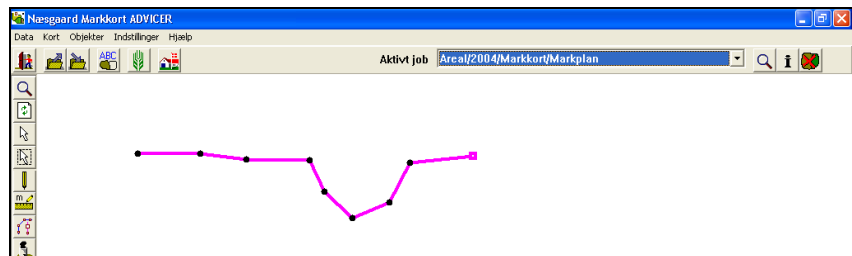 Næsgaard Markkort ADVICER
Data Kort Objekter Indstillinger Hjælp
ABC Aktivt job Areal/2004/Markkort/Markplan i
m